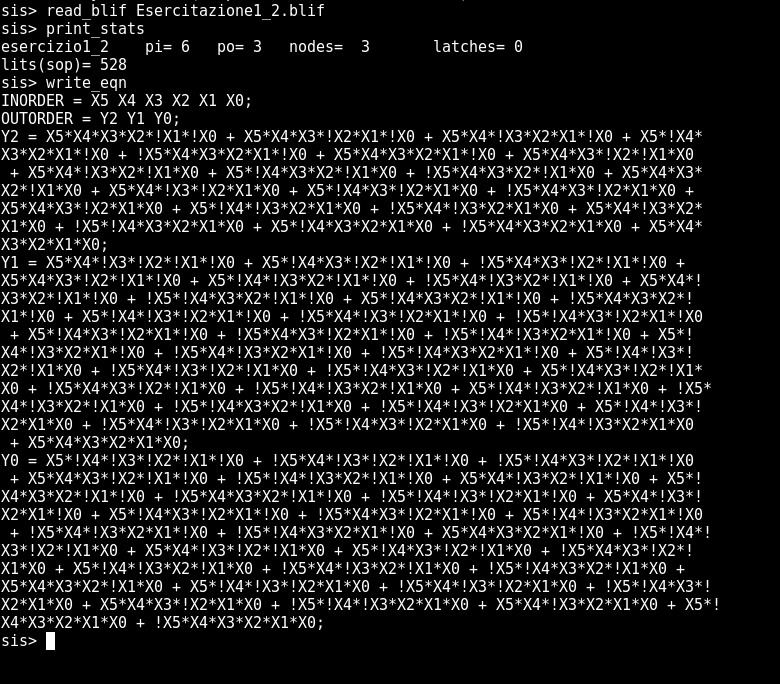 sis> read_blif Esercitazione1_2.blif
sis> print_stats
esercizio1_2    pi= 6   po= 3   nodes=  3       latches= 0
lits(sop)= 528
sis> write_eqn
INORDER = X5 X4 X3 X2 X1 X0;
OUTORDER = Y2 Y1 Y0;
Y2 = X5*X4*X3*X2*!X1*!X0 + X5*X4*X3*!X2*X1*!X0 + X5*X4*!X3*X2*X1*!X0 + X5*!X4*
X3*X2*X1*!X0 + !X5*X4*X3*X2*X1*!X0 + X5*X4*X3*X2*X1*!X0 + X5*X4*X3*!X2*!X1*X0
 + X5*X4*!X3*X2*!X1*X0 + X5*!X4*X3*X2*!X1*X0 + !X5*X4*X3*X2*!X1*X0 + X5*X4*X3*
X2*!X1*X0 + X5*X4*!X3*!X2*X1*X0 + X5*!X4*X3*!X2*X1*X0 + !X5*X4*X3*!X2*X1*X0 +
X5*X4*X3*!X2*X1*X0 + X5*!X4*!X3*X2*X1*X0 + !X5*X4*!X3*X2*X1*X0 + X5*X4*!X3*X2*
X1*X0 + !X5*!X4*X3*X2*X1*X0 + X5*!X4*X3*X2*X1*X0 + !X5*X4*X3*X2*X1*X0 + X5*X4*
X3*X2*X1*X0;
Y1 = X5*X4*!X3*!X2*!X1*!X0 + X5*!X4*X3*!X2*!X1*!X0 + !X5*X4*X3*!X2*!X1*!X0 +
X5*X4*X3*!X2*!X1*!X0 + X5*!X4*!X3*X2*!X1*!X0 + !X5*X4*!X3*X2*!X1*!X0 + X5*X4*!
X3*X2*!X1*!X0 + !X5*!X4*X3*X2*!X1*!X0 + X5*!X4*X3*X2*!X1*!X0 + !X5*X4*X3*X2*!
X1*!X0 + X5*!X4*!X3*!X2*X1*!X0 + !X5*X4*!X3*!X2*X1*!X0 + !X5*!X4*X3*!X2*X1*!X0
 + X5*!X4*X3*!X2*X1*!X0 + !X5*X4*X3*!X2*X1*!X0 + !X5*!X4*!X3*X2*X1*!X0 + X5*!
X4*!X3*X2*X1*!X0 + !X5*X4*!X3*X2*X1*!X0 + !X5*!X4*X3*X2*X1*!X0 + X5*!X4*!X3*!
X2*!X1*X0 + !X5*X4*!X3*!X2*!X1*X0 + !X5*!X4*X3*!X2*!X1*X0 + X5*!X4*X3*!X2*!X1*
X0 + !X5*X4*X3*!X2*!X1*X0 + !X5*!X4*!X3*X2*!X1*X0 + X5*!X4*!X3*X2*!X1*X0 + !X5*
X4*!X3*X2*!X1*X0 + !X5*!X4*X3*X2*!X1*X0 + !X5*!X4*!X3*!X2*X1*X0 + X5*!X4*!X3*!
X2*X1*X0 + !X5*X4*!X3*!X2*X1*X0 + !X5*!X4*X3*!X2*X1*X0 + !X5*!X4*!X3*X2*X1*X0
 + X5*X4*X3*X2*X1*X0;
Y0 = X5*!X4*!X3*!X2*!X1*!X0 + !X5*X4*!X3*!X2*!X1*!X0 + !X5*!X4*X3*!X2*!X1*!X0
 + X5*X4*X3*!X2*!X1*!X0 + !X5*!X4*!X3*X2*!X1*!X0 + X5*X4*!X3*X2*!X1*!X0 + X5*!
X4*X3*X2*!X1*!X0 + !X5*X4*X3*X2*!X1*!X0 + !X5*!X4*!X3*!X2*X1*!X0 + X5*X4*!X3*!
X2*X1*!X0 + X5*!X4*X3*!X2*X1*!X0 + !X5*X4*X3*!X2*X1*!X0 + X5*!X4*!X3*X2*X1*!X0
 + !X5*X4*!X3*X2*X1*!X0 + !X5*!X4*X3*X2*X1*!X0 + X5*X4*X3*X2*X1*!X0 + !X5*!X4*!
X3*!X2*!X1*X0 + X5*X4*!X3*!X2*!X1*X0 + X5*!X4*X3*!X2*!X1*X0 + !X5*X4*X3*!X2*!
X1*X0 + X5*!X4*!X3*X2*!X1*X0 + !X5*X4*!X3*X2*!X1*X0 + !X5*!X4*X3*X2*!X1*X0 +
X5*X4*X3*X2*!X1*X0 + X5*!X4*!X3*!X2*X1*X0 + !X5*X4*!X3*!X2*X1*X0 + !X5*!X4*X3*!
X2*X1*X0 + X5*X4*X3*!X2*X1*X0 + !X5*!X4*!X3*X2*X1*X0 + X5*X4*!X3*X2*X1*X0 + X5*!
X4*X3*X2*X1*X0 + !X5*X4*X3*X2*X1*X0;
sis>